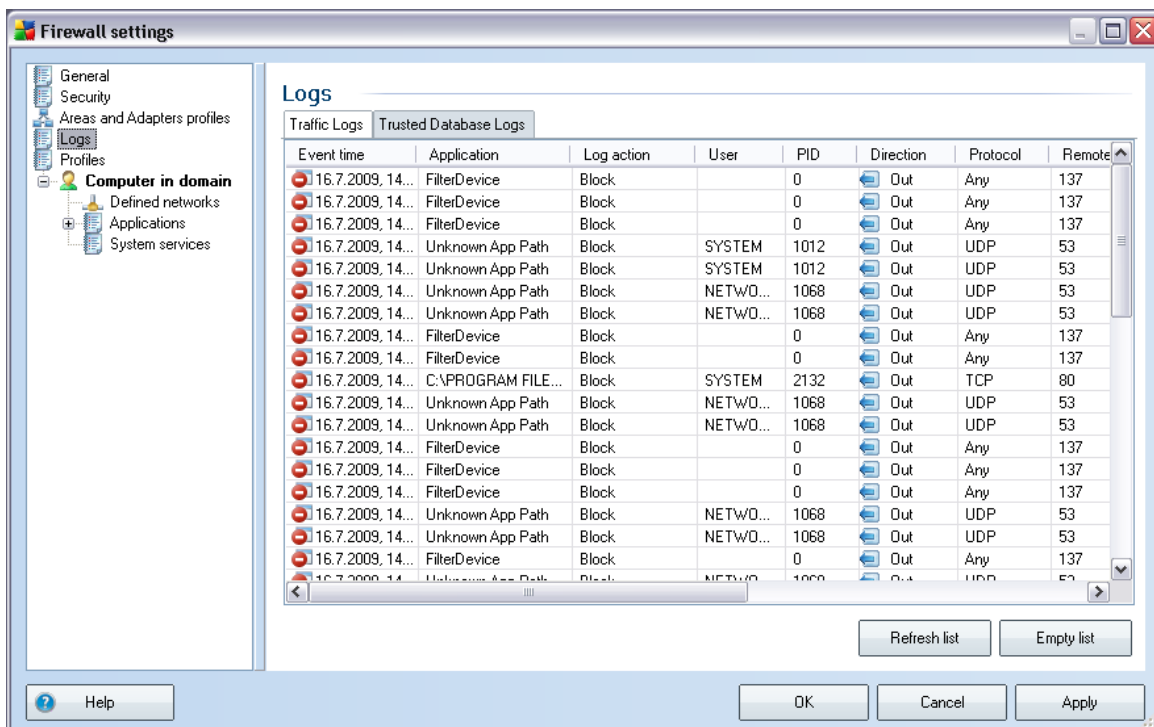 Firewall settings
General
Security
Areas and Adapters profiles
Logs
Profiles
Computer in domain
Defined networks
Applications
System services
Logs
Traffic Logs Trusted Database Logs
Event time Application Log action User PID Direction Protocol Remote
16.7.2009, 14... FilterDevice Block 0 Out Any 137
16.7.2009, 14... FilterDevice Block 0 Out Any 137
16.7.2009, 14... FilterDevice Block 0 Out Any 137
16.7.2009, 14... Unknown App Path Block SYSTEM 1012 Out UDP 53
16.7.2009, 14... Unknown App Path Block SYSTEM 1012 Out UDP 53
16.7.2009, 14... Unknown App Path Block NETWO... 1068 Out UDP 53
16.7.2009, 14... Unknown App Path Block NETWO... 1068 Out UDP 53
16.7.2009, 14... FilterDevice Block 0 Out Any 137
16.7.2009, 14... FilterDevice Block 0 Out Any 137
16.7.2009, 14... C:\PROGRAM FILE... Block SYSTEM 2132 Out TCP 80
16.7.2009, 14... Unknown App Path Block NETWO... 1068 Out UDP 53
16.7.2009, 14... Unknown App Path Block NETWO... 1068 Out UDP 53
16.7.2009, 14... FilterDevice Block 0 Out Any 137
16.7.2009, 14... FilterDevice Block 0 Out Any 137
16.7.2009, 14... FilterDevice Block 0 Out Any 137
16.7.2009, 14... Unknown App Path Block NETWO... 1068 Out UDP 53
16.7.2009, 14... Unknown App Path Block NETWO... 1068 Out UDP 53
16.7.2009, 14... FilterDevice Block 0 Out Any 137
Refresh list Empty list
Help OK Cancel Apply